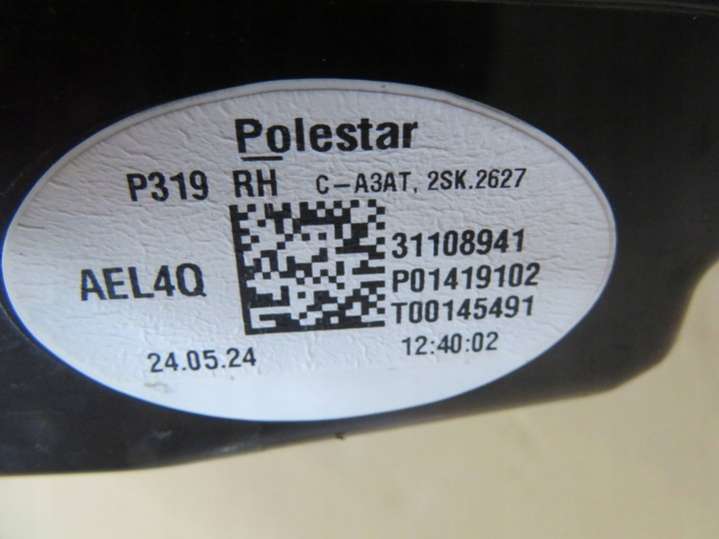 Polestar
P319 RH C-A3AT, 2SK.2627
31108941
AEL4Q P01419102
T00145491
24.05.24 12:40:02